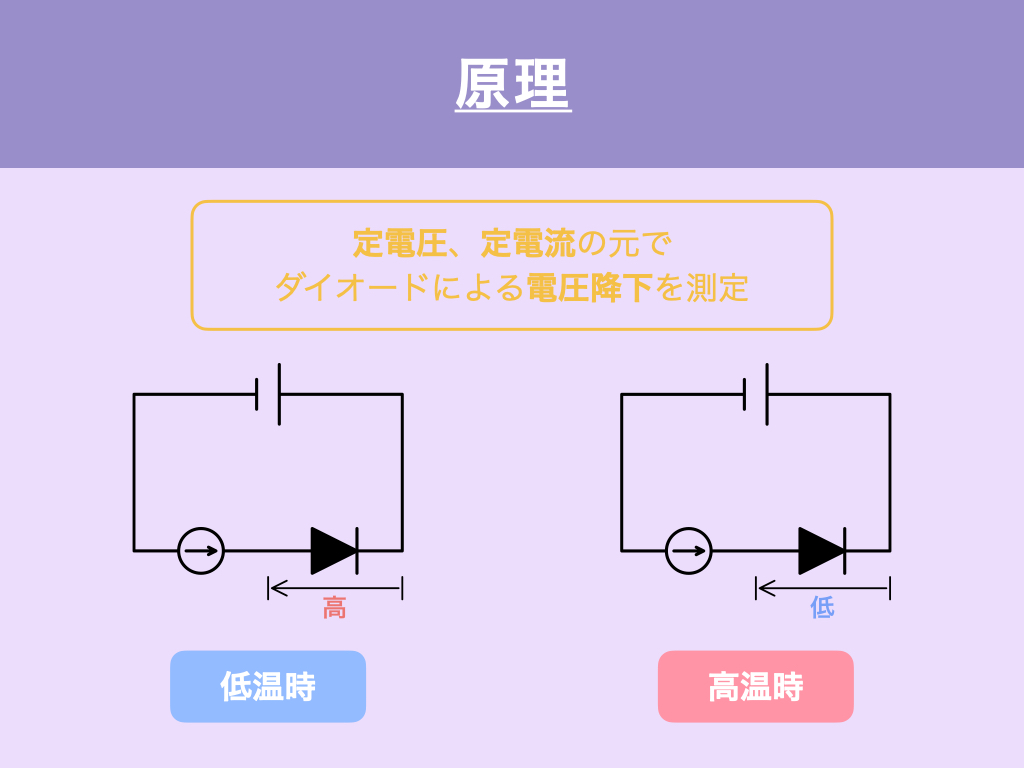 原理
定電圧、定電流の元で
ダイオードによる電圧降下を測定
高
低
低温時
高温時